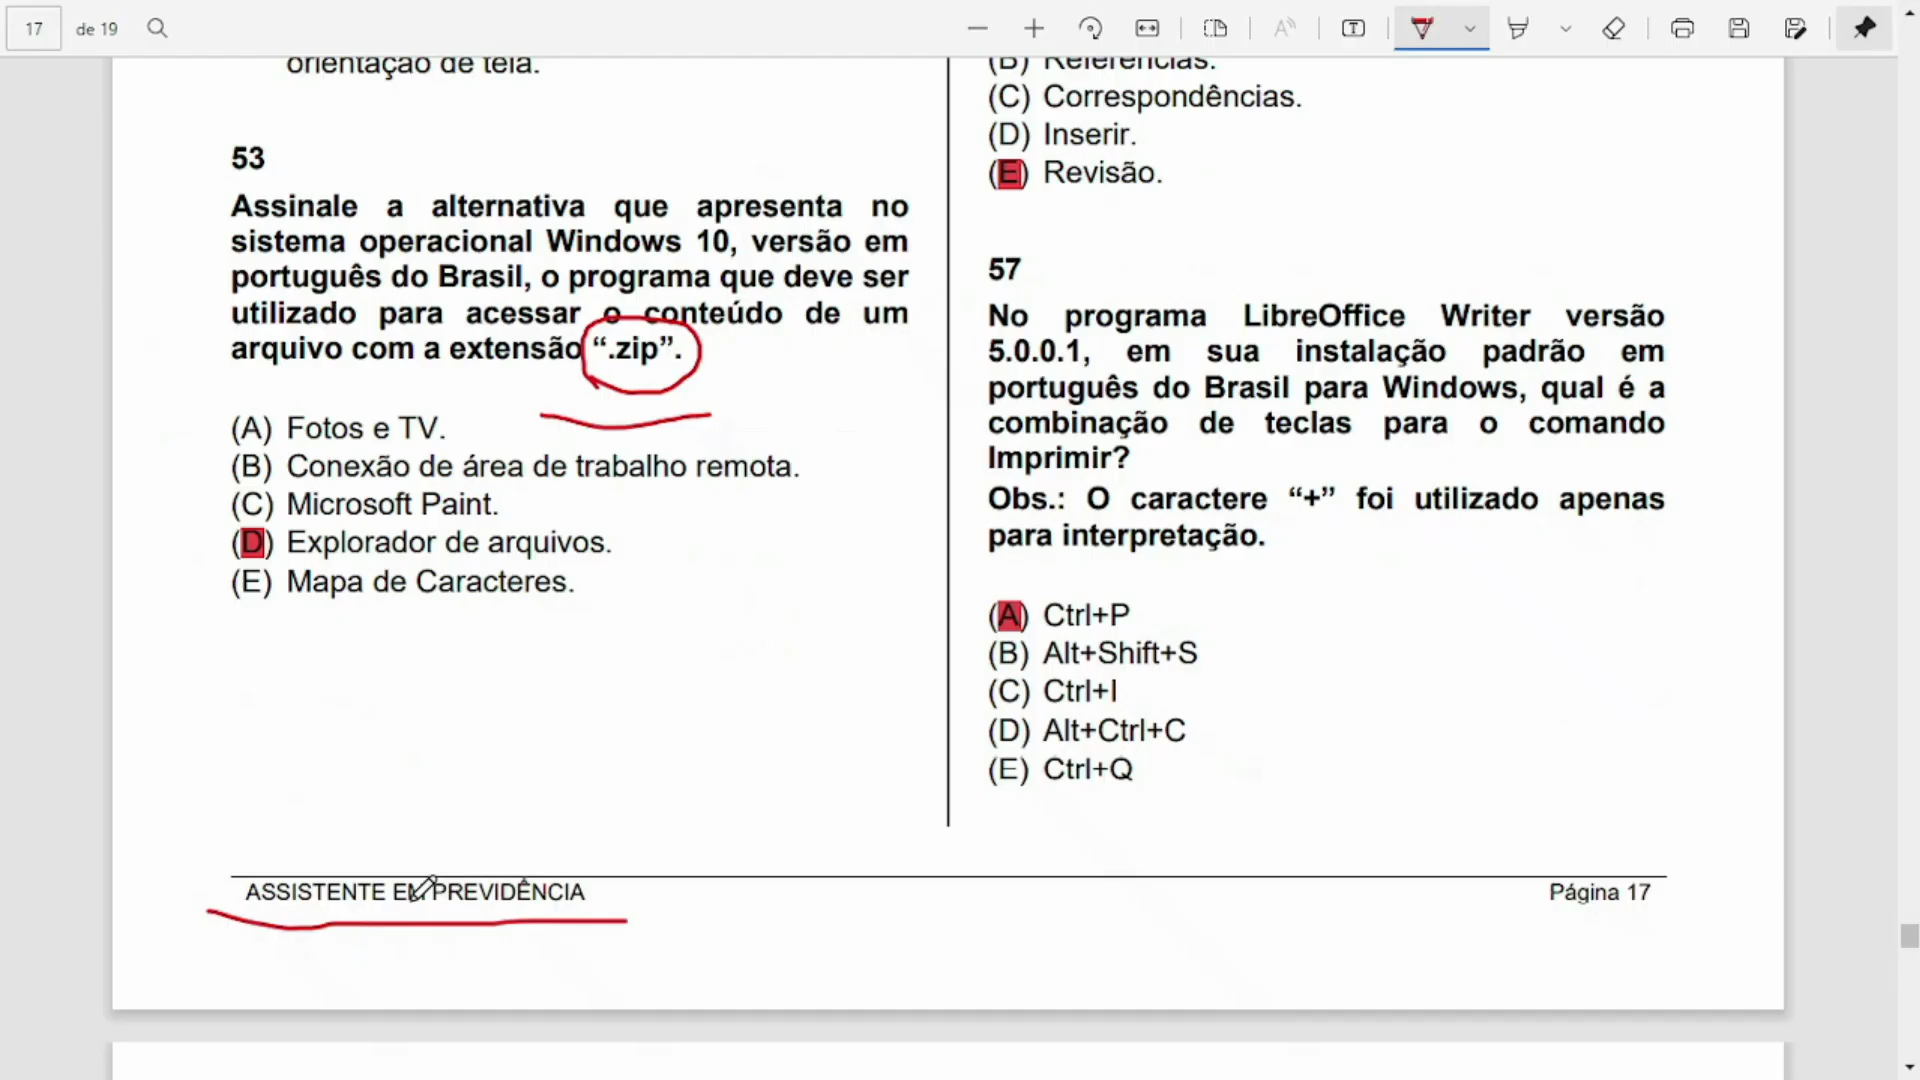 17 de 19
orientação de tela.
53
Assinale a alternativa que apresenta no
sistema operacional Windows 10, versão em
português do Brasil, o programa que deve ser
utilizado para acessar o conteúdo de um
arquivo com a extensão “.zip”.
(A) Fotos e TV.
(B) Conexão de área de trabalho remota.
(C) Microsoft Paint.
(D) Explorador de arquivos.
(E) Mapa de Caracteres.
(B) Referências.
(C) Correspondências.
(D) Inserir.
(E) Revisão.
57
No programa LibreOffice Writer versão
5.0.0.1, em sua instalação padrão em
português do Brasil para Windows, qual é a
combinação de teclas para o comando
Imprimir?
Obs.: O caractere “+” foi utilizado apenas
para interpretação.
(A) Ctrl+P
(B) Alt+Shift+S
(C) Ctrl+I
(D) Alt+Ctrl+C
(E) Ctrl+Q
ASSISTENTE EM PREVIDÊNCIA
Página 17